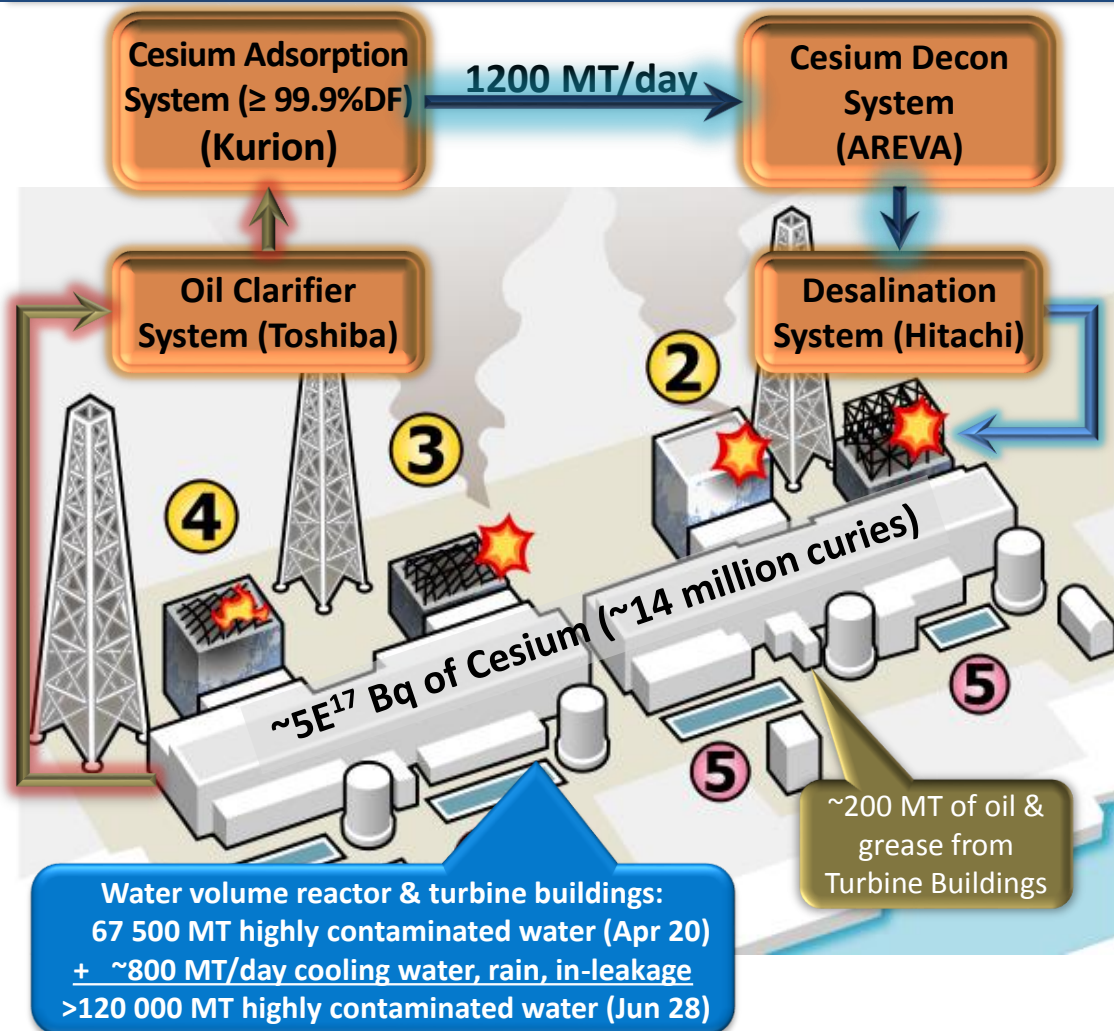 Cesium Adsorption
System (≥ 99.9%DF)
(Kurion)
1200 MT/day
Cesium Decon
System
(AREVA)
Oil Clarifier
System (Toshiba)
Desalination
System (Hitachi)
2
3
4
~5E¹⁷ Bq of Cesium (~14 million curies)
5
5
~200 MT of oil &
grease from
Turbine Buildings
Water volume reactor & turbine buildings:
67 500 MT highly contaminated water (Apr 20)
+ ~800 MT/day cooling water, rain, in-leakage
>120 000 MT highly contaminated water (Jun 28)